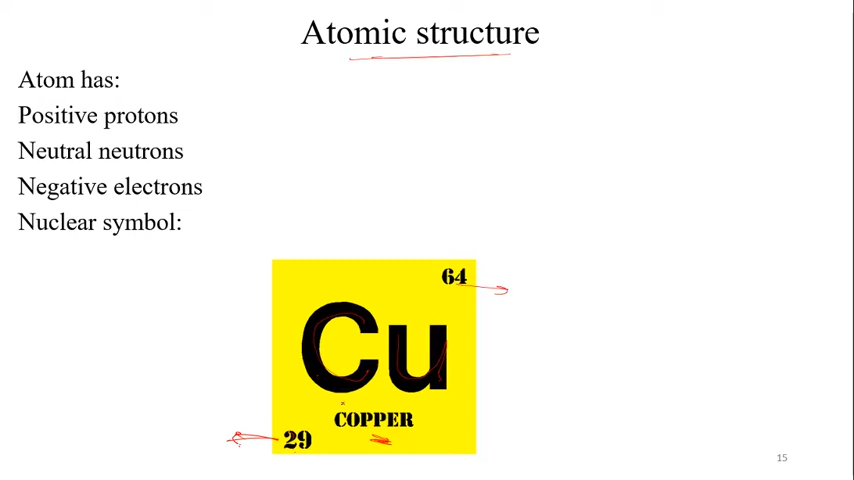 Atomic structure
Atom has:
Positive protons
Neutral neutrons
Negative electrons
Nuclear symbol:
64
Cu
COPPER
29
15